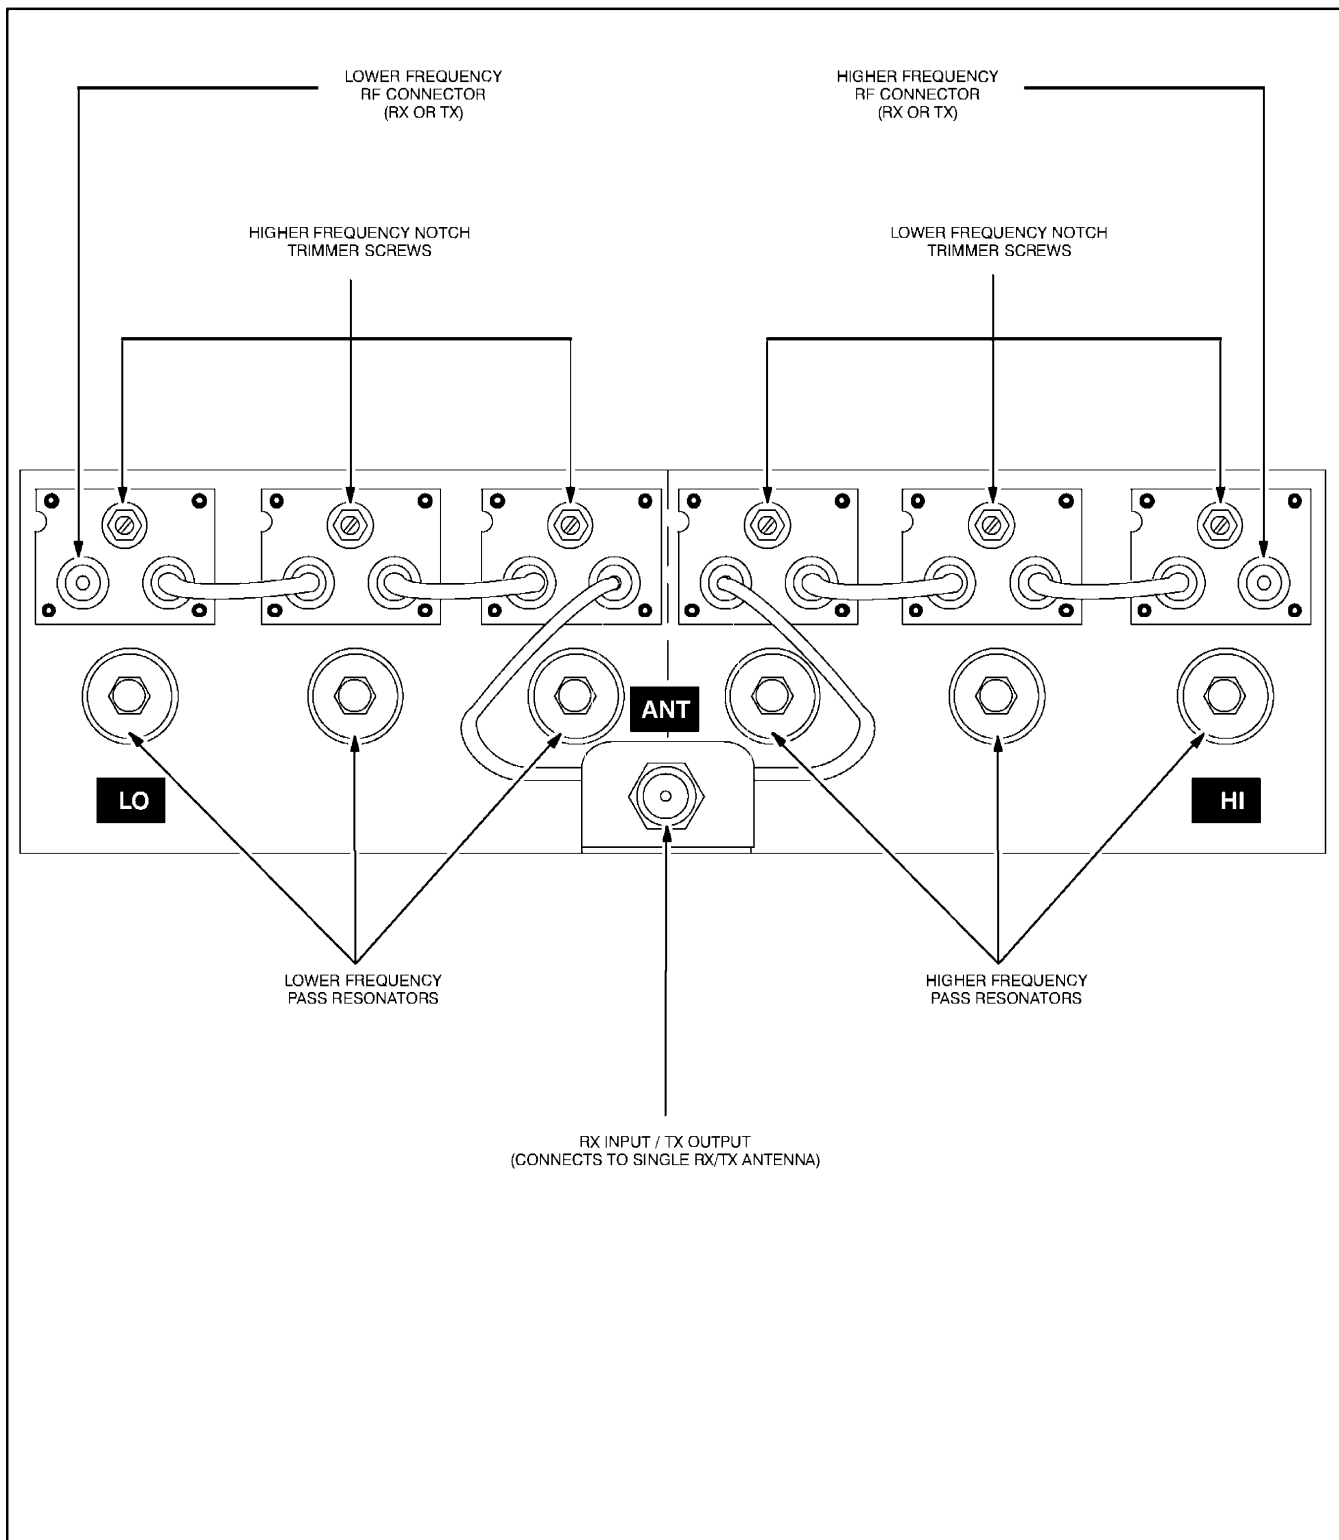 LOWER FREQUENCY
RF CONNECTOR
(RX OR TX)
HIGHER FREQUENCY
RF CONNECTOR
(RX OR TX)
HIGHER FREQUENCY NOTCH
TRIMMER SCREWS
LOWER FREQUENCY NOTCH
TRIMMER SCREWS
ANT
LO
HI
LOWER FREQUENCY
PASS RESONATORS
HIGHER FREQUENCY
PASS RESONATORS
RX INPUT / TX OUTPUT
(CONNECTS TO SINGLE RX/TX ANTENNA)